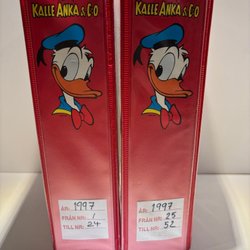 KALLE ANKA & C:O
ÅR: 1997
FRÅN NR: 1
TILL NR: 24
KALLE ANKA & C:O
ÅR: 1997
FRÅN NR: 25
TILL NR: 52